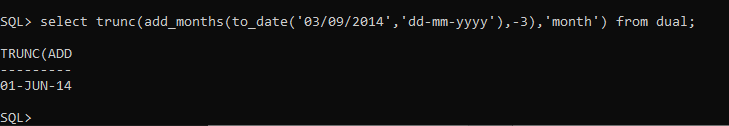 SQL> select trunc(add_months(to_date('03/09/2014','dd-mm-yyyy'),-3),'month') from dual;
TRUNC(ADD
---------
01-JUN-14
SQL>